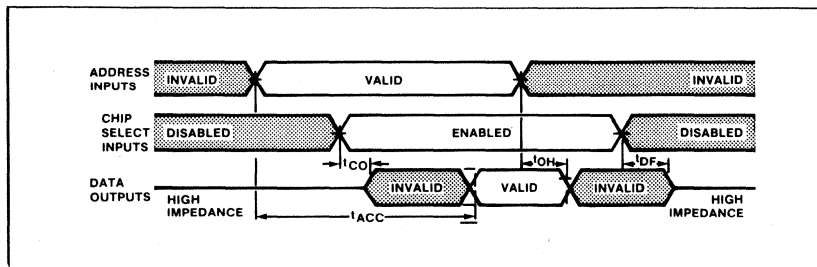 ADDRESS
INPUTS
INVALID
VALID
INVALID
CHIP
SELECT
INPUTS
DISABLED
ENABLED
DISABLED
tCO
tOH
tDF
DATA
OUTPUTS
HIGH
IMPEDANCE
INVALID
VALID
INVALID
HIGH
IMPEDANCE
tACC